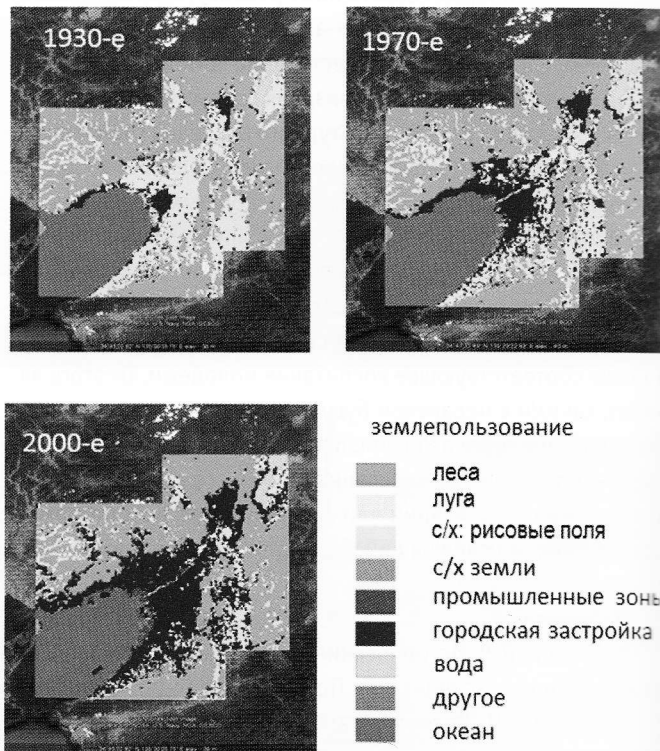 1930-е
1970-е
2000-е
землепользование
леса
луга
с/х: рисовые поля
с/х земли
промышленные зоны
городская застройка
вода
другое
океан